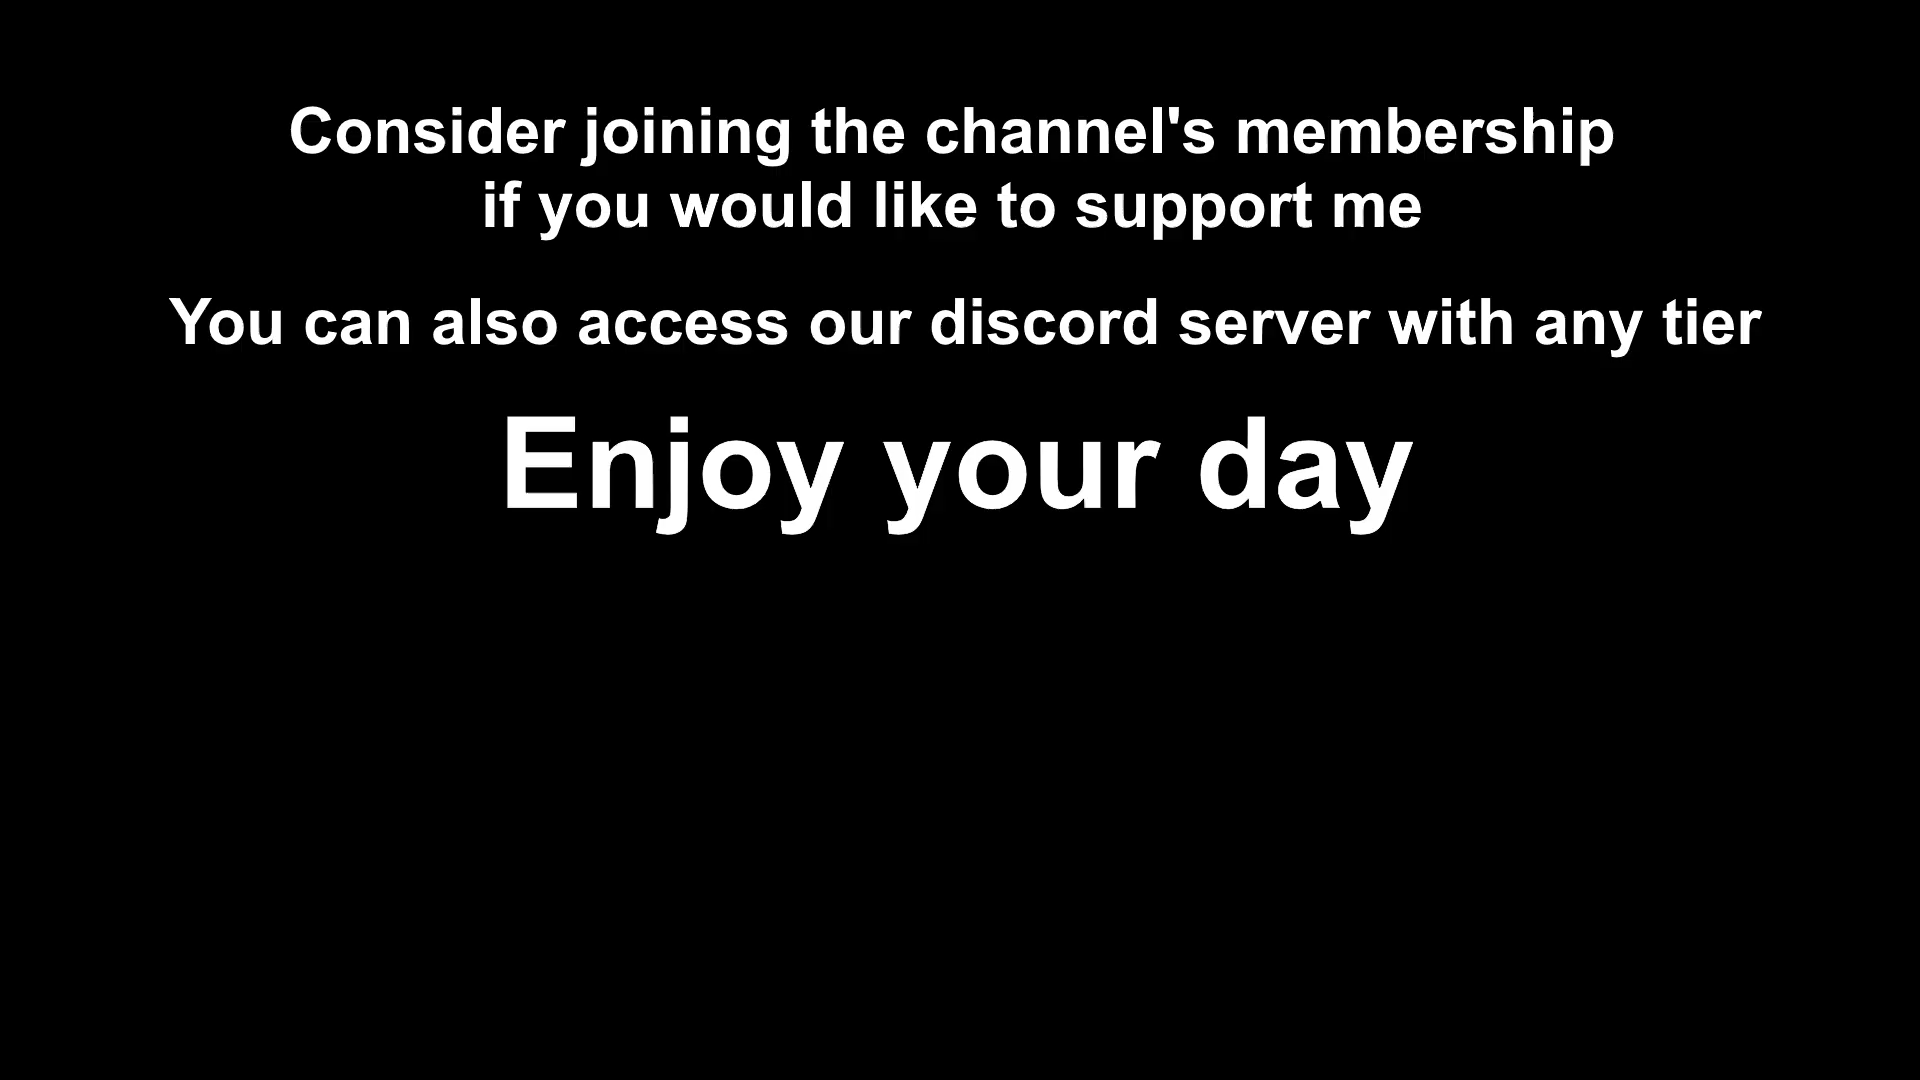 Consider joining the channel's membership
if you would like to support me
You can also access our discord server with any tier
Enjoy your day